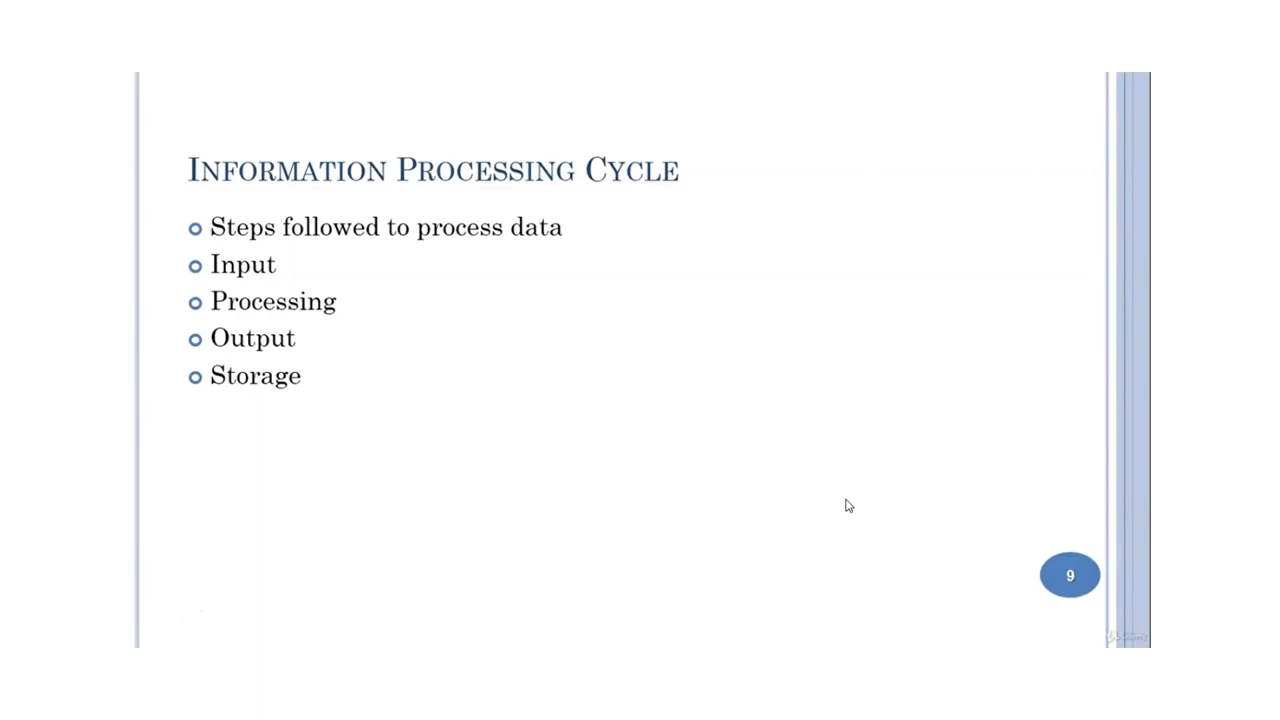 INFORMATION PROCESSING CYCLE
Steps followed to process data
Input
Processing
Output
Storage
9